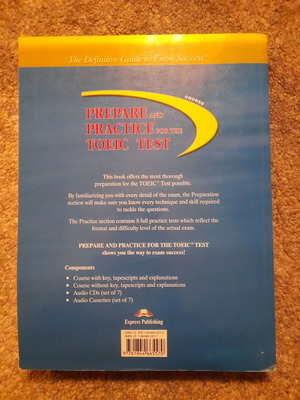 The Definitive Guide to Exam Success!
COURSE
PREPARE AND
PRACTICE FOR THE
TOEIC TEST
This book offers the most thorough
preparation for the TOEIC™ Test possible.
By familiarizing you with every detail of the exam, the Preparation
section will make sure you know every technique and skill required
to tackle the questions.
The Practice section contains 8 full practice tests which reflect the
format and difficulty level of the actual exam.
PREPARE AND PRACTICE FOR THE TOEIC™ TEST
shows you the way to exam success!
Components
• Course with key, tapescripts and explanations
• Course without key, tapescripts and explanations
• Audio CDs (set of 7)
• Audio Cassettes (set of 7)
Express Publishing